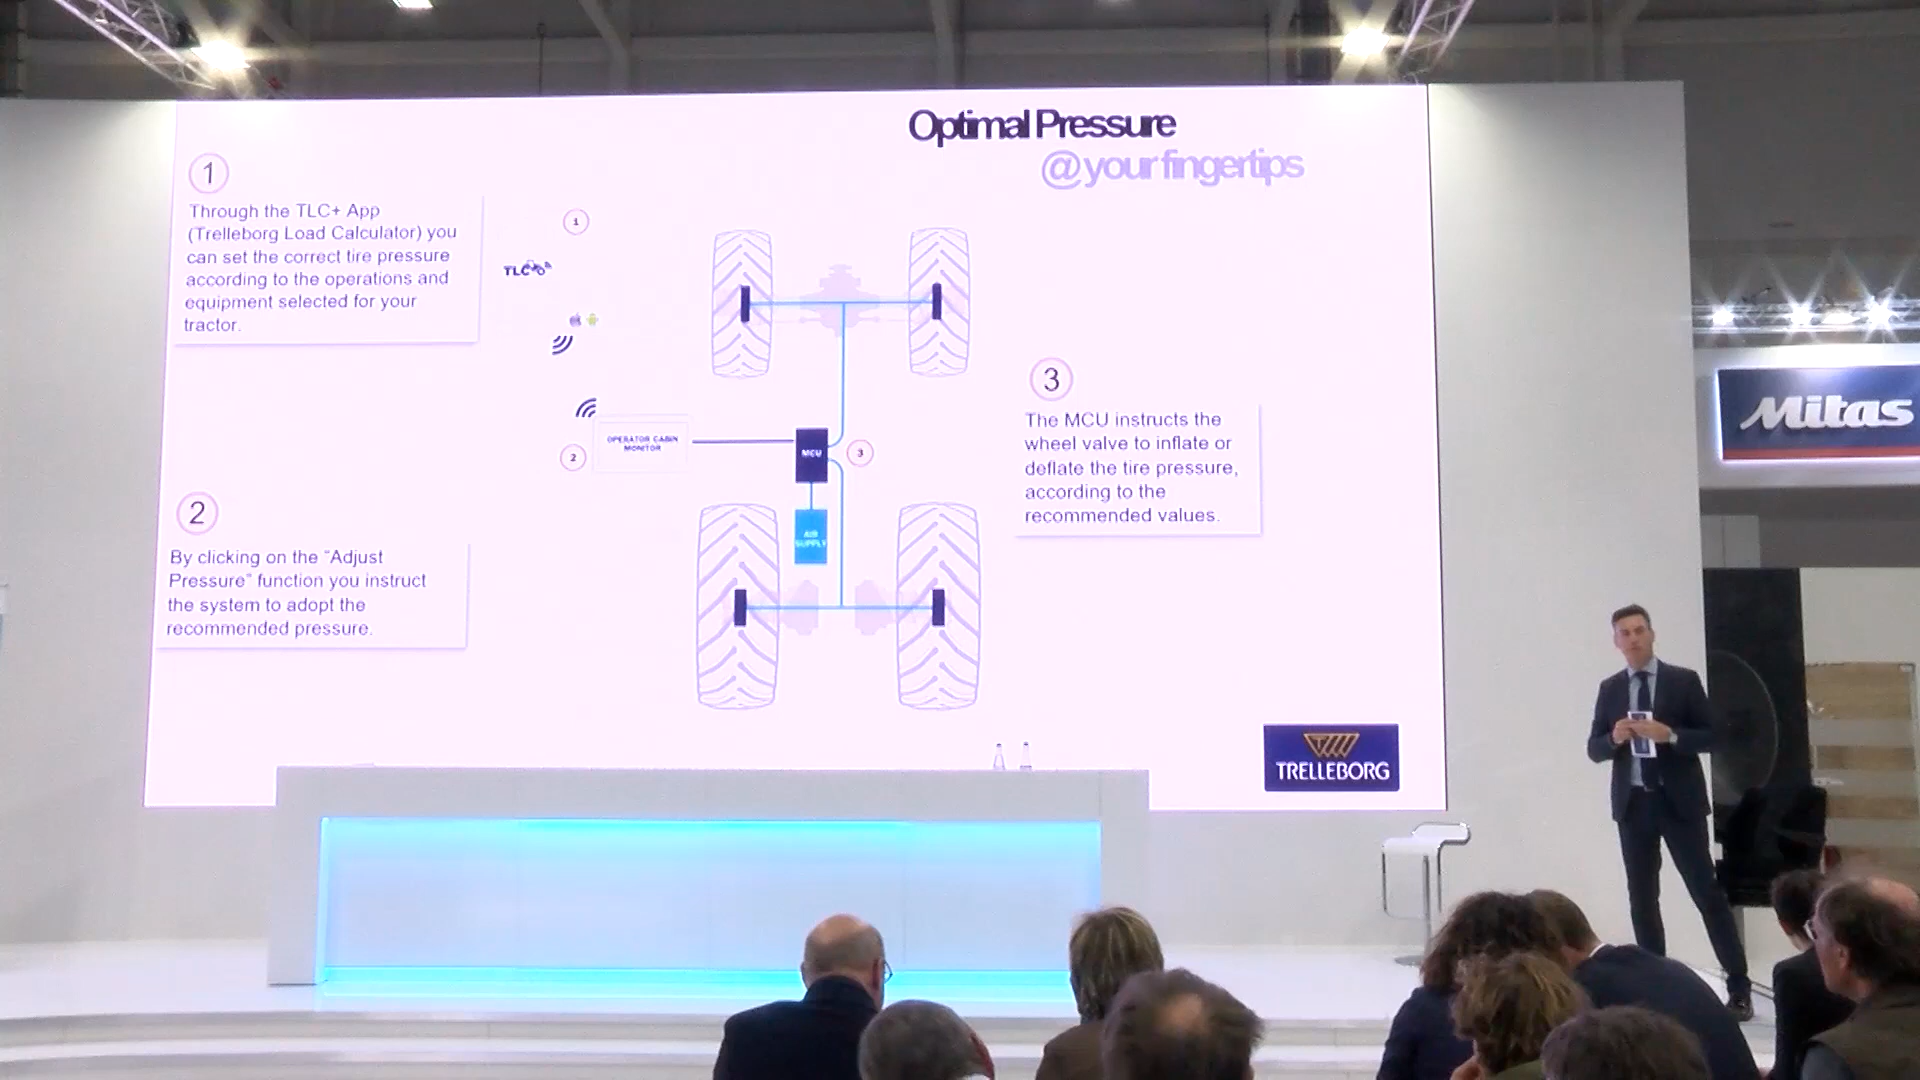 Optimal Pressure
@yourfingertips
1
Through the TLC+ App
(Trelleborg Load Calculator) you
can set the correct tire pressure
according to the operations and
equipment selected for your
tractor.
1
TLC
OPERATOR CABIN
MONITOR
2
MCU
3
AIR
SUPPLY
2
By clicking on the “Adjust
Pressure” function you instruct
the system to adopt the
recommended pressure.
3
The MCU instructs the
wheel valve to inflate or
deflate the tire pressure,
according to the
recommended values.
TRELLEBORG
Mitas